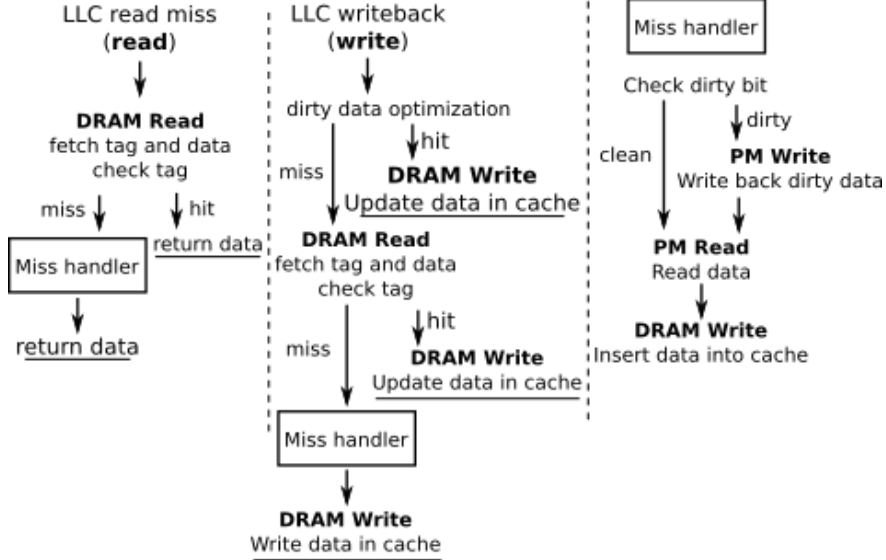 LLC read miss
(read)
DRAM Read
fetch tag and data
check tag
miss
hit
Miss handler
return data
return data
LLC writeback
(write)
dirty data optimization
miss
hit
DRAM Write
Update data in cache
DRAM Read
fetch tag and data
check tag
miss
hit
DRAM Write
Update data in cache
Miss handler
DRAM Write
Write data in cache
Miss handler
Check dirty bit
clean
dirty
PM Write
Write back dirty data
PM Read
Read data
DRAM Write
Insert data into cache